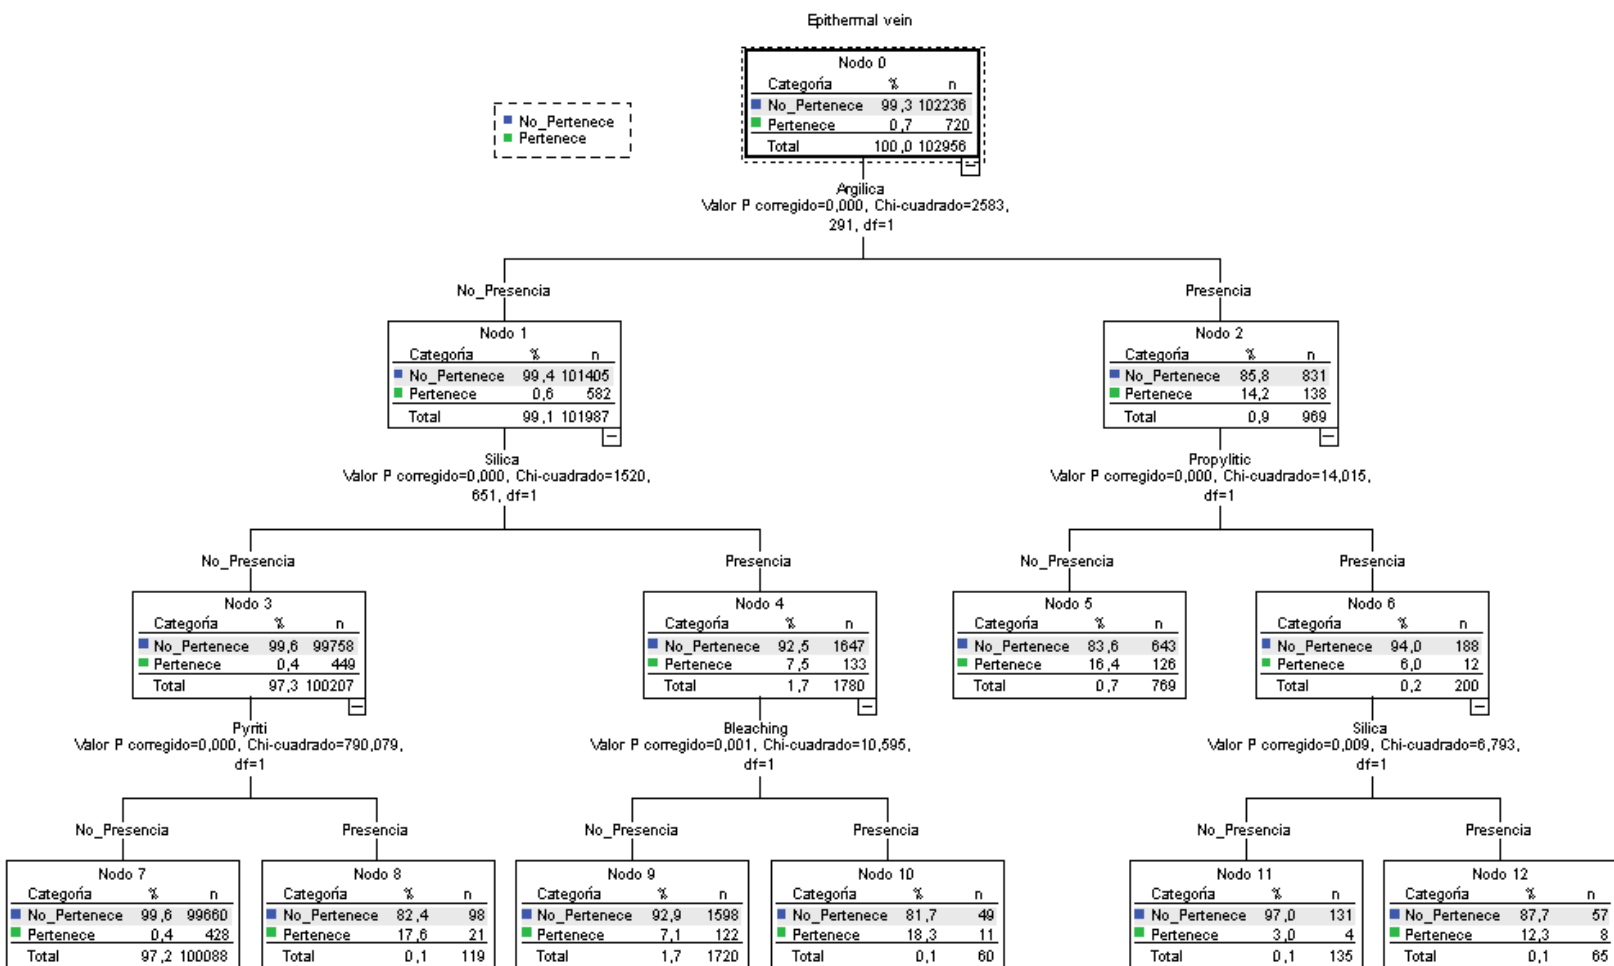 Epithermal vein
No_Pertenece
Pertenece
Nodo 0
Categoría % n
No_Pertenece 99,3 102236
Pertenece 0,7 720
Total 100,0 102956
Argilica
Valor P corregido=0,000, Chi-cuadrado=2583,
291, df=1
No_Presencia
Presencia
Nodo 1
Categoría % n
No_Pertenece 99,4 101405
Pertenece 0,6 582
Total 99,1 101987
Nodo 2
Categoría % n
No_Pertenece 85,8 831
Pertenece 14,2 138
Total 0,9 969
Silica
Valor P corregido=0,000, Chi-cuadrado=1520,
651, df=1
Propylitic
Valor P corregido=0,000, Chi-cuadrado=14,015,
df=1
No_Presencia
Presencia
No_Presencia
Presencia
Nodo 3
Categoría % n
No_Pertenece 99,6 99758
Pertenece 0,4 449
Total 97,3 100207
Nodo 4
Categoría % n
No_Pertenece 92,5 1647
Pertenece 7,5 133
Total 1,7 1780
Nodo 5
Categoría % n
No_Pertenece 83,6 643
Pertenece 16,4 126
Total 0,7 769
Nodo 6
Categoría % n
No_Pertenece 94,0 188
Pertenece 6,0 12
Total 0,2 200
Pyriti
Valor P corregido=0,000, Chi-cuadrado=790,079,
df=1
Bleaching
Valor P corregido=0,001, Chi-cuadrado=10,595,
df=1
Silica
Valor P corregido=0,009, Chi-cuadrado=6,793,
df=1
No_Presencia
Presencia
No_Presencia
Presencia
No_Presencia
Presencia
Nodo 7
Categoría % n
No_Pertenece 99,6 99660
Pertenece 0,4 428
Total 97,2 100088
Nodo 8
Categoría % n
No_Pertenece 82,4 98
Pertenece 17,6 21
Total 0,1 119
Nodo 9
Categoría % n
No_Pertenece 92,9 1598
Pertenece 7,1 122
Total 1,7 1720
Nodo 10
Categoría % n
No_Pertenece 81,7 49
Pertenece 18,3 11
Total 0,1 60
Nodo 11
Categoría % n
No_Pertenece 97,0 131
Pertenece 3,0 4
Total 0,1 135
Nodo 12
Categoría % n
No_Pertenece 87,7 57
Pertenece 12,3 8
Total 0,1 65